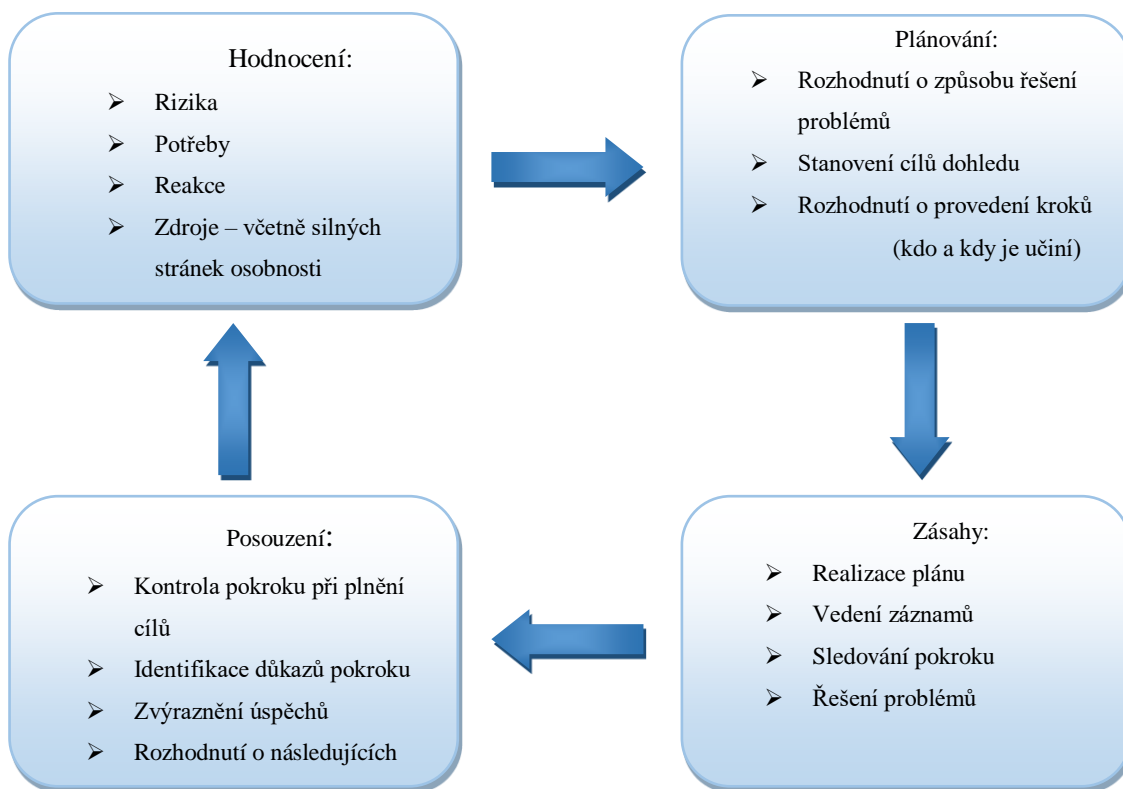 Hodnocení:
➢ Rizika
➢ Potřeby
➢ Reakce
➢ Zdroje – včetně silných
stránek osobnosti
Plánování:
➢ Rozhodnutí o způsobu řešení
problémů
➢ Stanovení cílů dohledu
➢ Rozhodnutí o provedení kroků
(kdo a kdy je učiní)
Posouzení:
➢ Kontrola pokroku při plnění
cílů
➢ Identifikace důkazů pokroku
➢ Zvýraznění úspěchů
➢ Rozhodnutí o následujících
Zásahy:
➢ Realizace plánu
➢ Vedení záznamů
➢ Sledování pokroku
➢ Řešení problémů